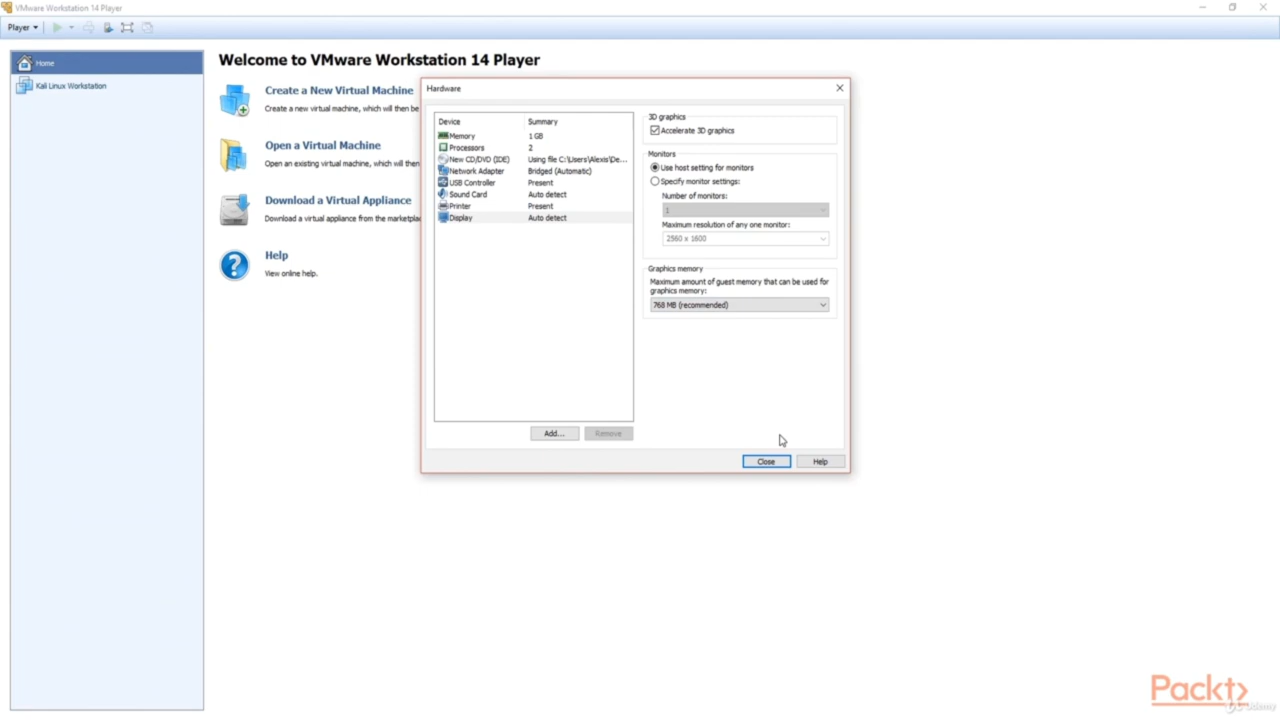 VMware Workstation 14 Player
Player
Home
Kali Linux Workstation
Welcome to VMware Workstation 14 Player
Create a New Virtual Machine
Create a new virtual machine, which will then be
Open a Virtual Machine
Open an existing virtual machine, which will then
Download a Virtual Appliance
Download a virtual appliance from the marketplac
Help
View online help.
Hardware
Device Summary
Memory 1 GB
Processors 2
New CD/DVD (IDE) Using file C:\Users\Alexis\De...
Network Adapter Bridged (Automatic)
USB Controller Present
Sound Card Auto detect
Printer Present
Display Auto detect
Add...
Remove
3D graphics
Accelerate 3D graphics
Monitors
Use host setting for monitors
Specify monitor settings:
Number of monitors:
1
Maximum resolution of any one monitor:
2560 x 1600
Graphics memory
Maximum amount of guest memory that can be used for
graphics memory:
768 MB (recommended)
Close
Help
Packt
Udemy